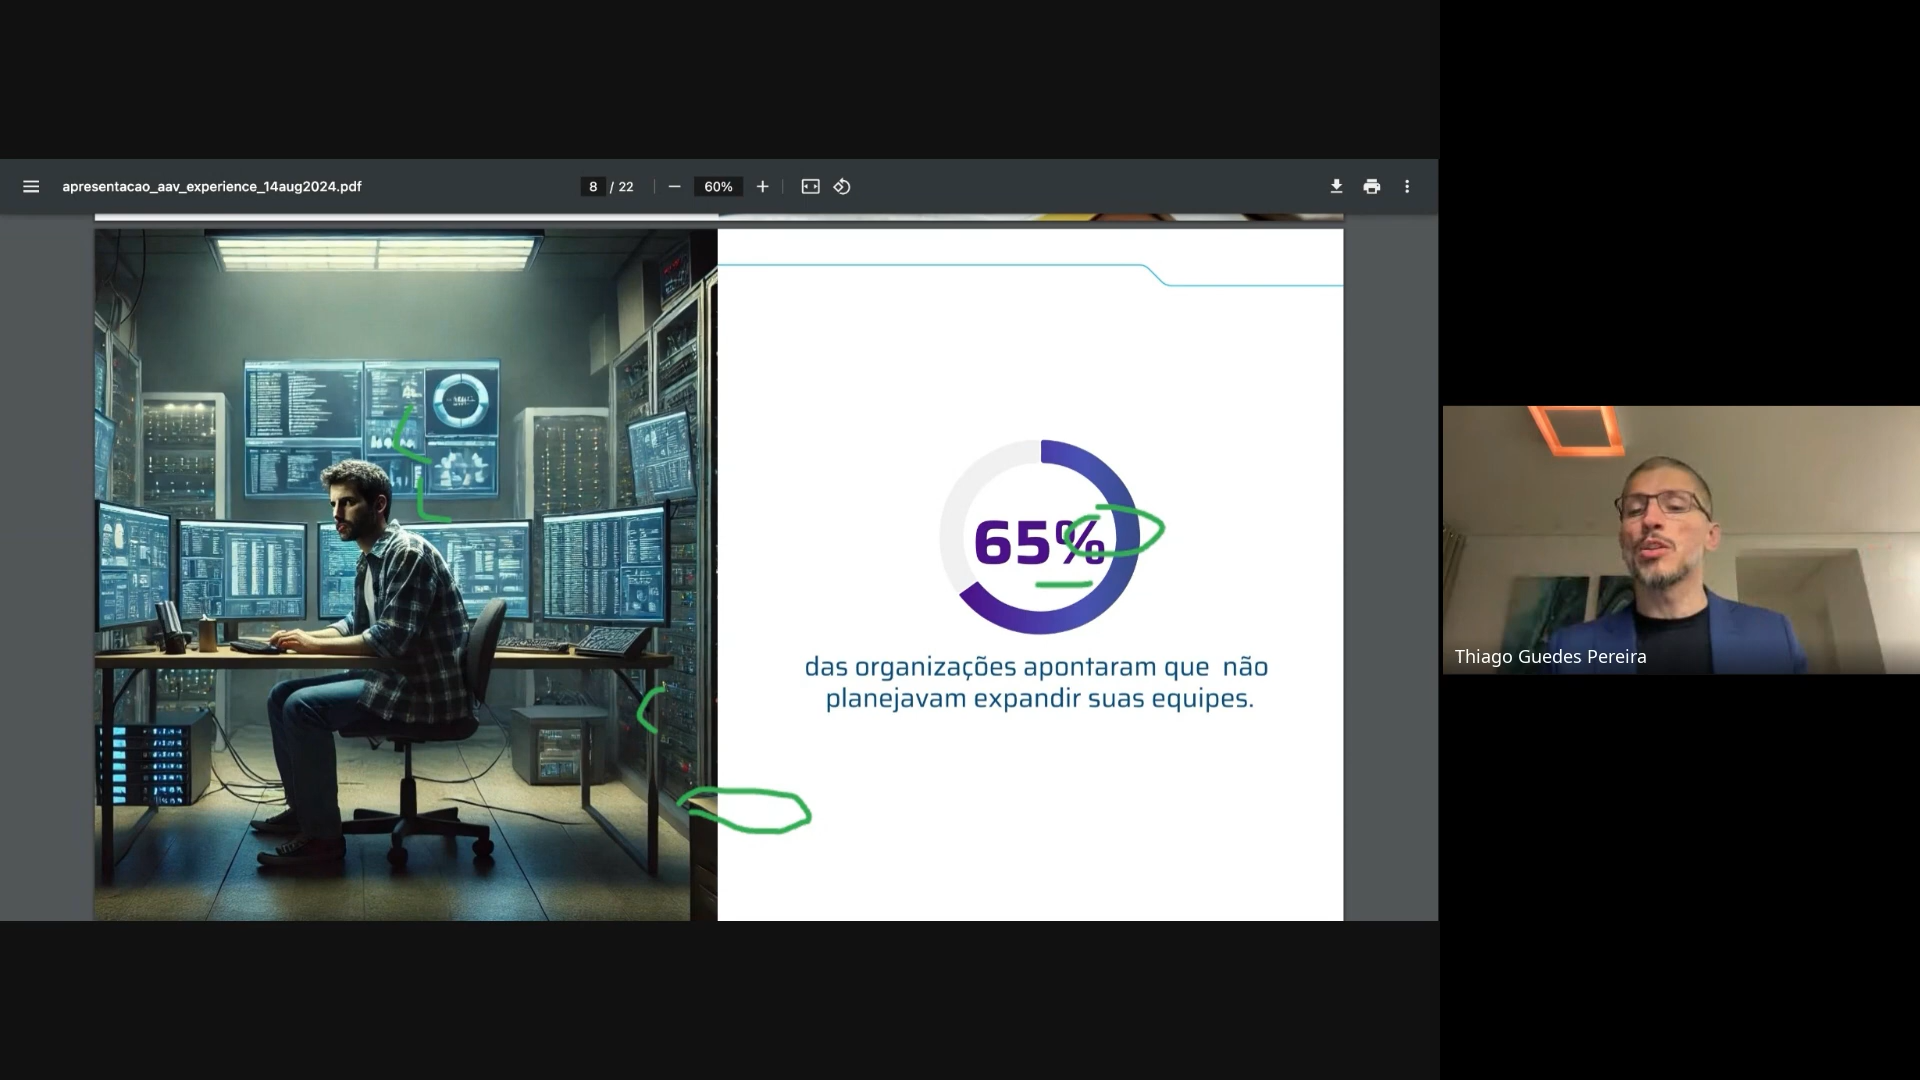 apresentacao_aav_experience_14aug2024.pdf
8 / 22
60%
65%
das organizações apontaram que não
planejavam expandir suas equipes.
Thiago Guedes Pereira